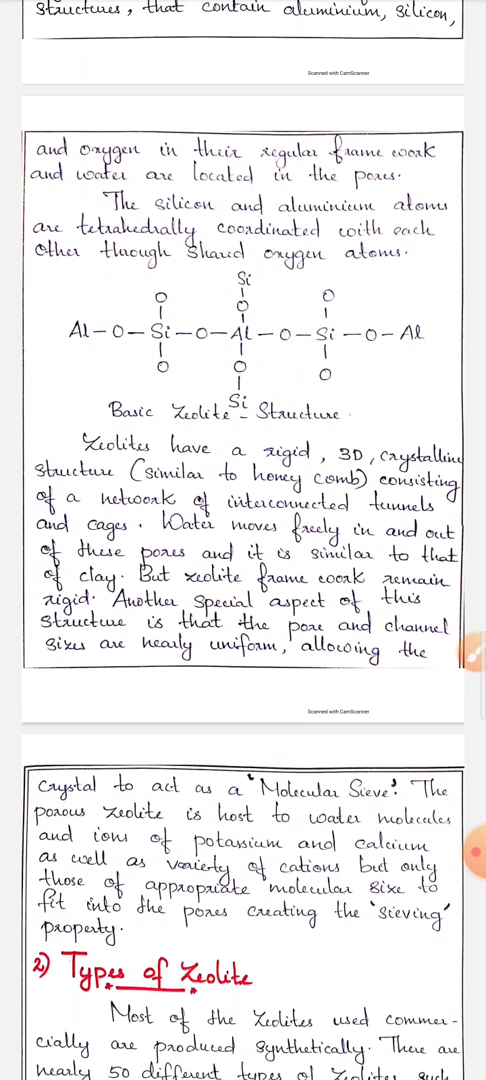 structures, that contain aluminium, silicon,
Scanned with CamScanner
and oxygen in their regular frame work
and water are located in the pores.
The silicon and aluminium atoms
are tetrahedrally coordinated with each
other through shared oxygen atoms.
Si
O O O
Al-O-Si-O-Al-O-Si-O-Al
O O O
Si
Basic Zeolite - Structure.
Zeolites have a rigid, 3D, crystalline
structure (similar to honey comb) consisting
of a network of interconnected tunnels
and cages. Water moves freely in and out
of these pores and it is similar to that
of clay. But zeolite frame work remain
rigid. Another special aspect of this
structure is that the pore and channel
sizes are nearly uniform, allowing the
Scanned with CamScanner
crystal to act as a 'Molecular Sieve'. The
porous zeolite is host to water molecules
and ions of potassium and calcium
as well as variety of cations but only
those of appropriate molecular size to
fit into the pores creating the 'sieving'
property.
2) Types of Zeolite
Most of the Zeolites used commer-
cially are produced synthetically. There are
nearly 50 different types of Zeolites such